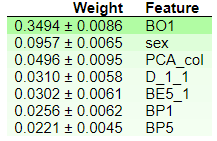 Weight Feature
0.3494 ± 0.0086 BO1
0.0957 ± 0.0065 sex
0.0496 ± 0.0095 PCA_col
0.0310 ± 0.0058 D_1_1
0.0302 ± 0.0061 BE5_1
0.0256 ± 0.0062 BP1
0.0221 ± 0.0045 BP5